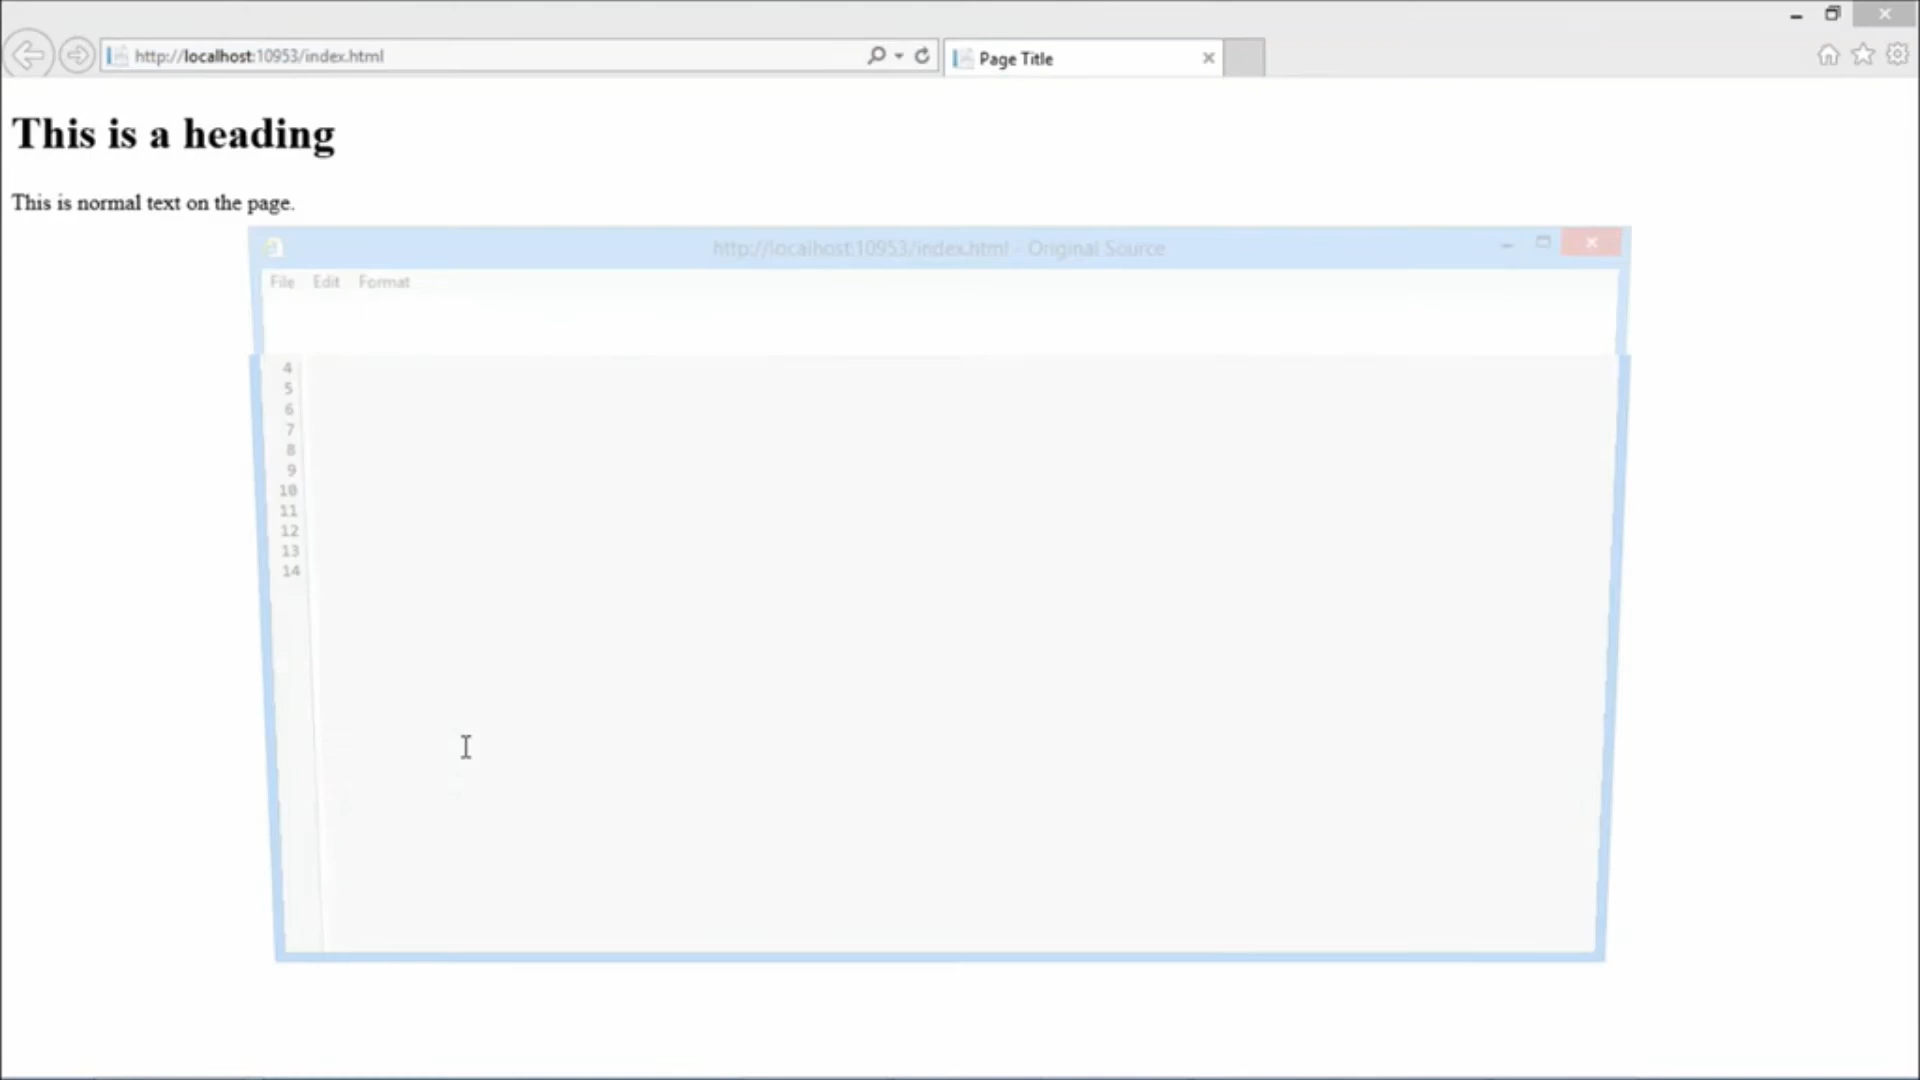 http://localhost:10953/index.html
Page Title
This is a heading
This is normal text on the page.
http://localhost:10953/index.html - Original Source
File Edit Format
4
5
6
7
8
9
10
11
12
13
14